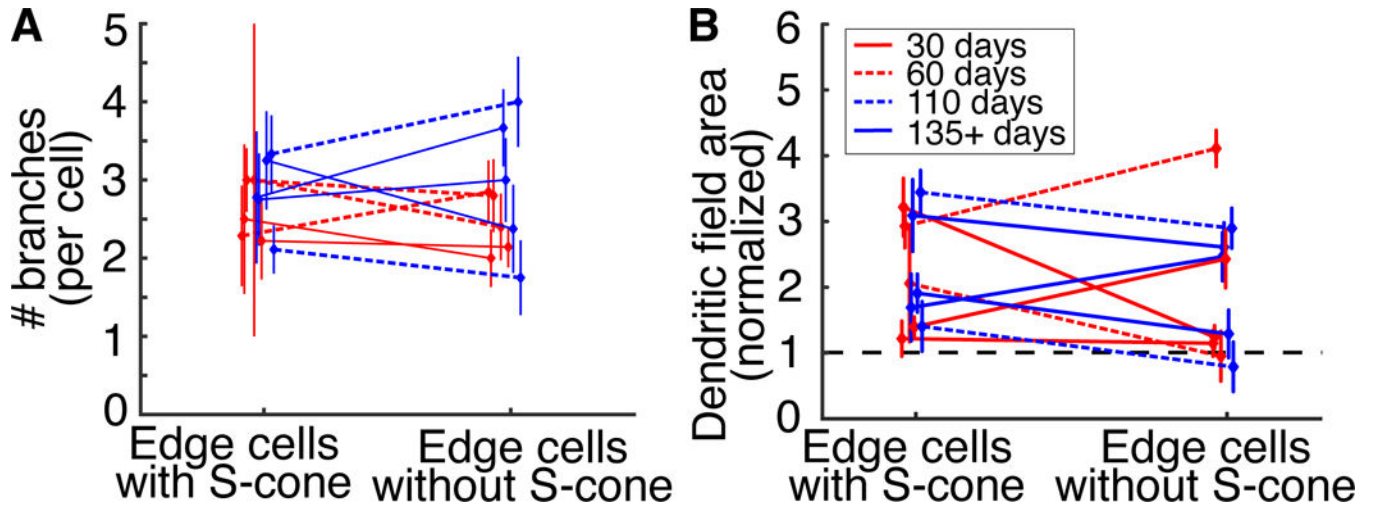 A
# branches
(per cell)
5
4
3
2
1
0
Edge cells
with S-cone
Edge cells
without S-cone
B
Dendritic field area
(normalized)
6
5
4
3
2
1
0
30 days
60 days
110 days
135+ days
Edge cells
with S-cone
Edge cells
without S-cone